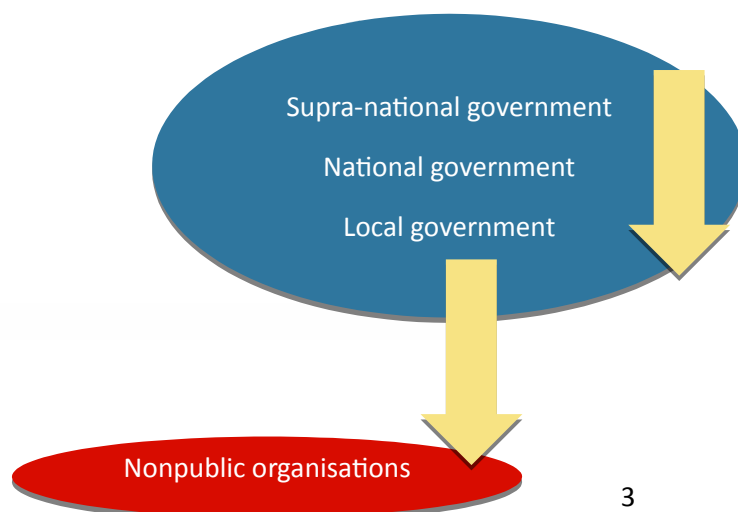 Supra-national government
National government
Local government
Nonpublic organisations
3